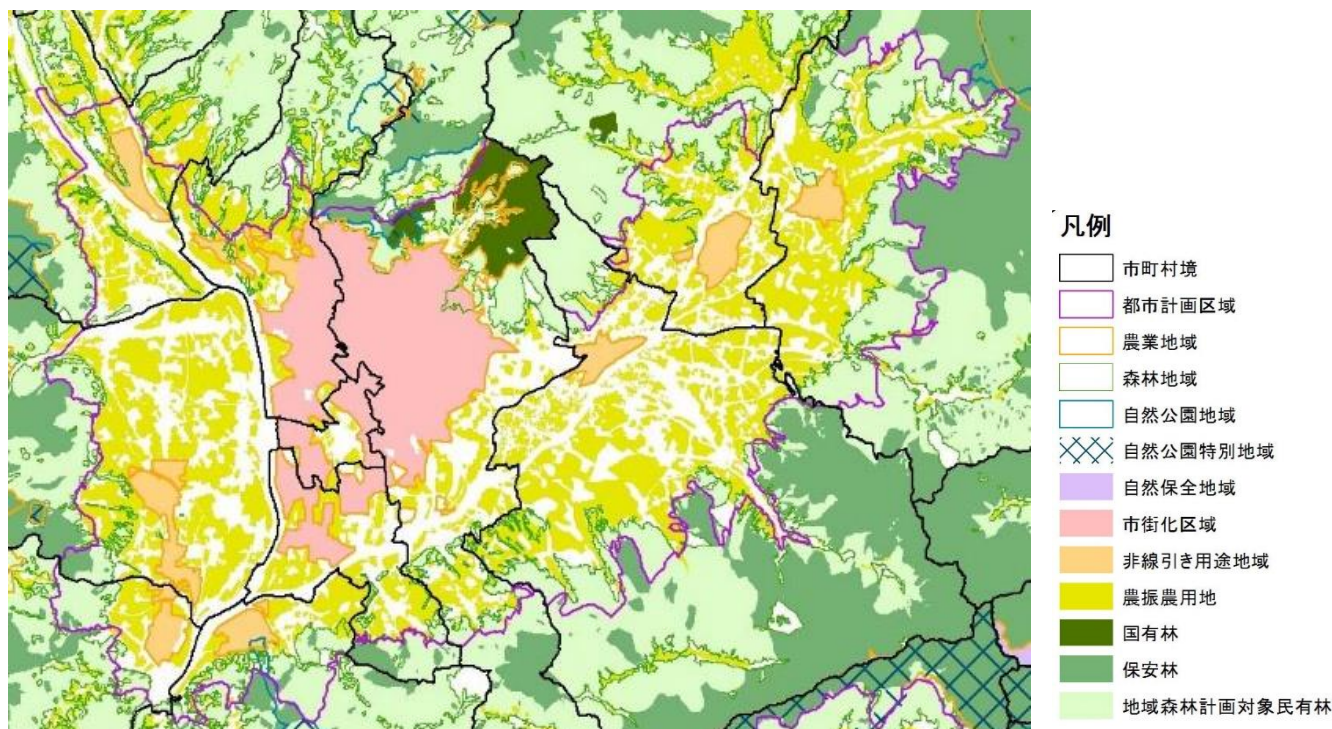 凡例
市町村境
都市計画区域
農業地域
森林地域
自然公園地域
自然公園特別地域
自然保全地域
市街化区域
非線引き用途地域
農振農用地
国有林
保安林
地域森林計画対象民有林